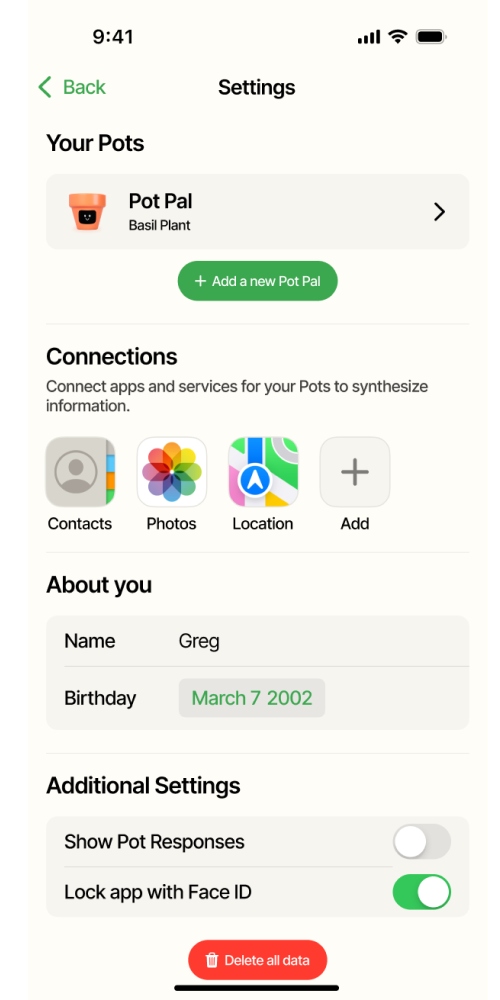 9:41
Back
Settings
Your Pots
Pot Pal
Basil Plant
+ Add a new Pot Pal
Connections
Connect apps and services for your Pots to synthesize
information.
Contacts
Photos
Location
Add
About you
Name
Greg
Birthday
March 7 2002
Additional Settings
Show Pot Responses
Lock app with Face ID
Delete all data